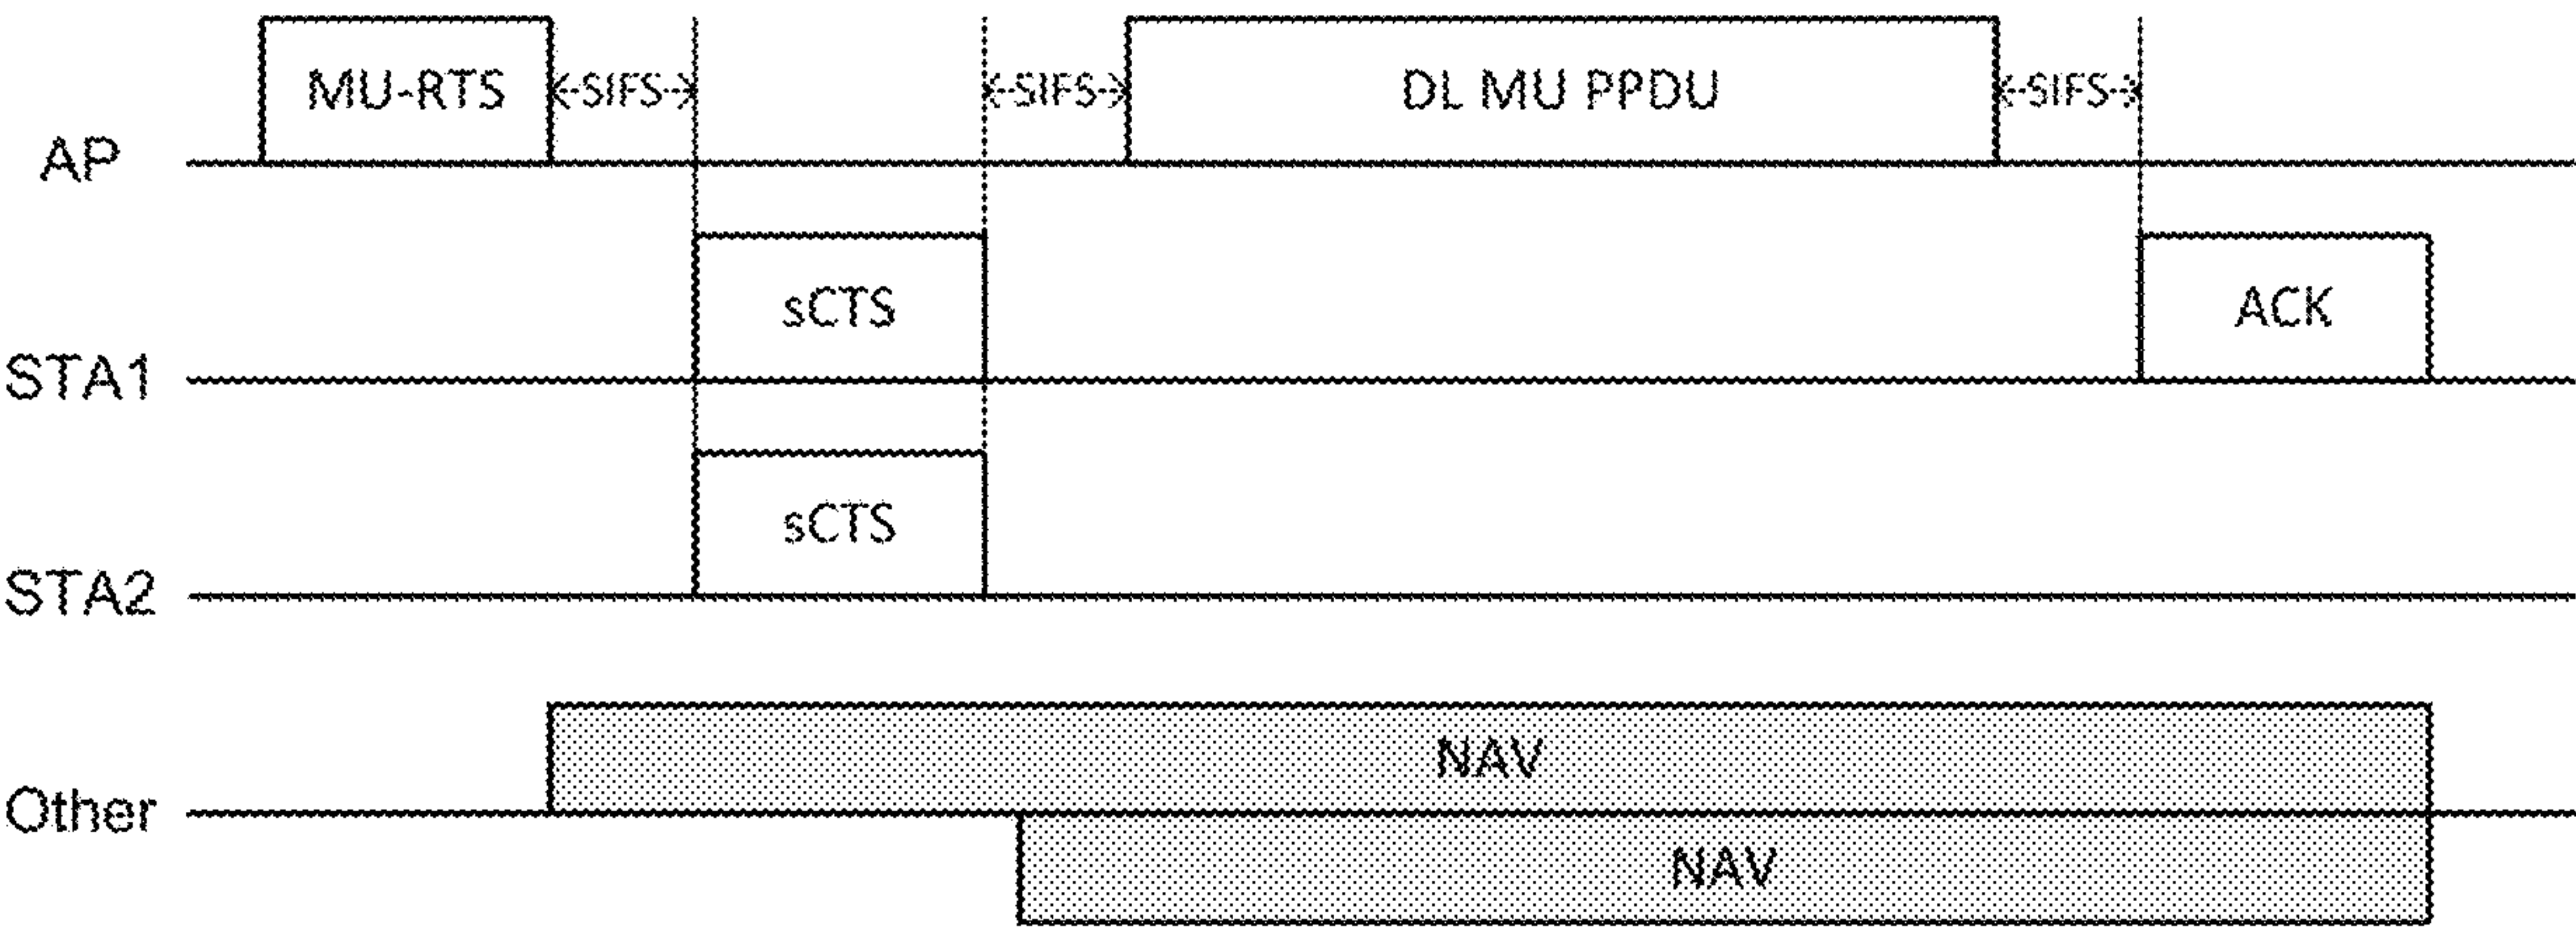 MU-RTS
SIFS
SIFS
DL MU PPDU
SIFS
AP
sCTS
ACK
STA1
sCTS
STA2
NAV
Other
NAV